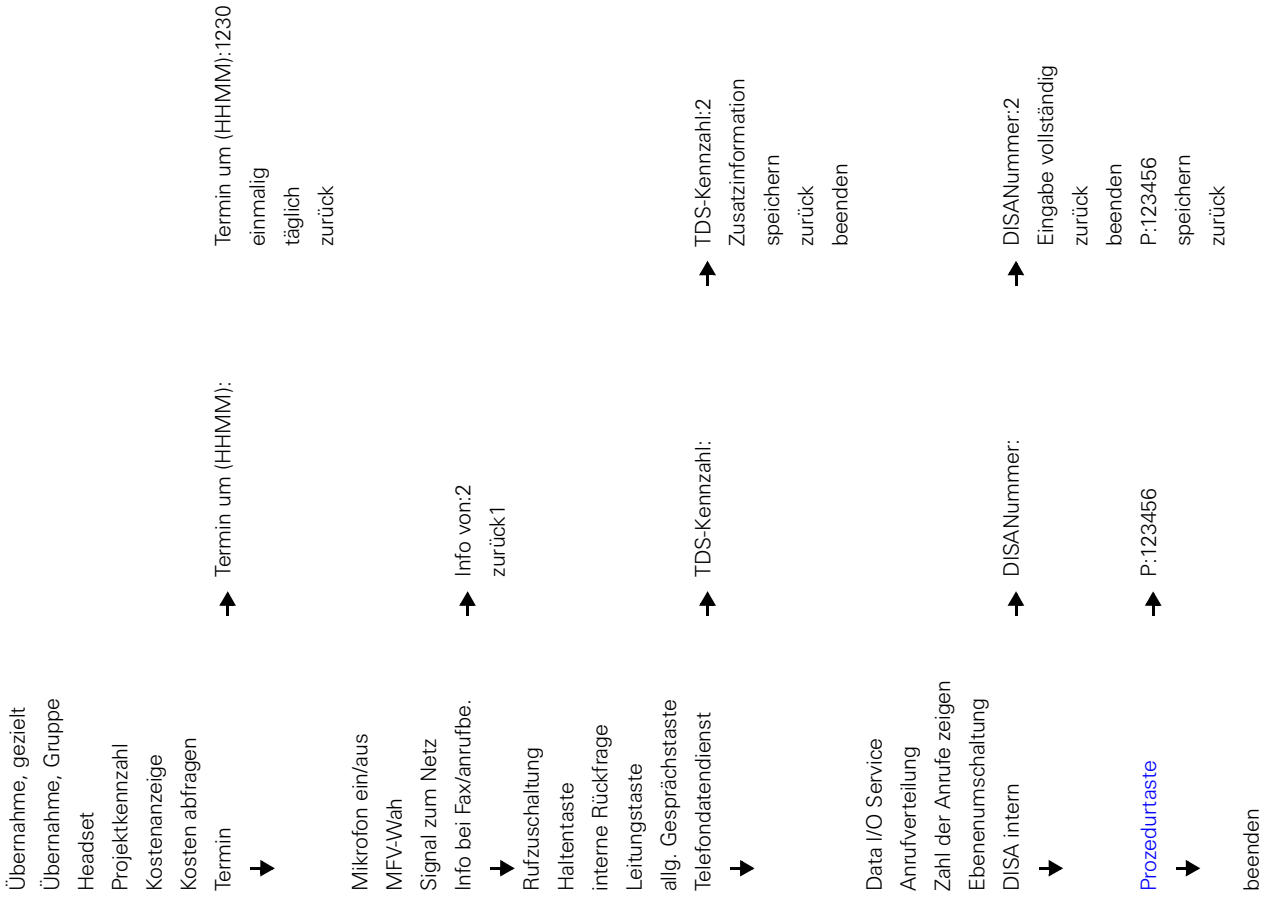 Übernahme, gezielt
Übernahme, Gruppe
Headset
Projektkennzahl
Kostenanzeige
Kosten abfragen
Termin
Termin um (HHMM):
Termin um (HHMM):1230
einmalig
täglich
zurück
Mikrofon ein/aus
MFV-Wah
Signal zum Netz
Info bei Fax/anrufbe.
Info von:2
zurück1
Rufzuschaltung
Haltentaste
interne Rückfrage
Leitungstaste
allg. Gesprächstaste
Telefondatendienst
TDS-Kennzahl:
TDS-Kennzahl:2
Zusatzinformation
speichern
zurück
beenden
Data I/O Service
Anrufverteilung
Zahl der Anrufe zeigen
Ebenenumschaltung
DISA intern
DISANummer:
DISANummer:2
Eingabe vollständig
zurück
beenden
Prozedurtaste
P:123456
P:123456
speichern
zurück
beenden